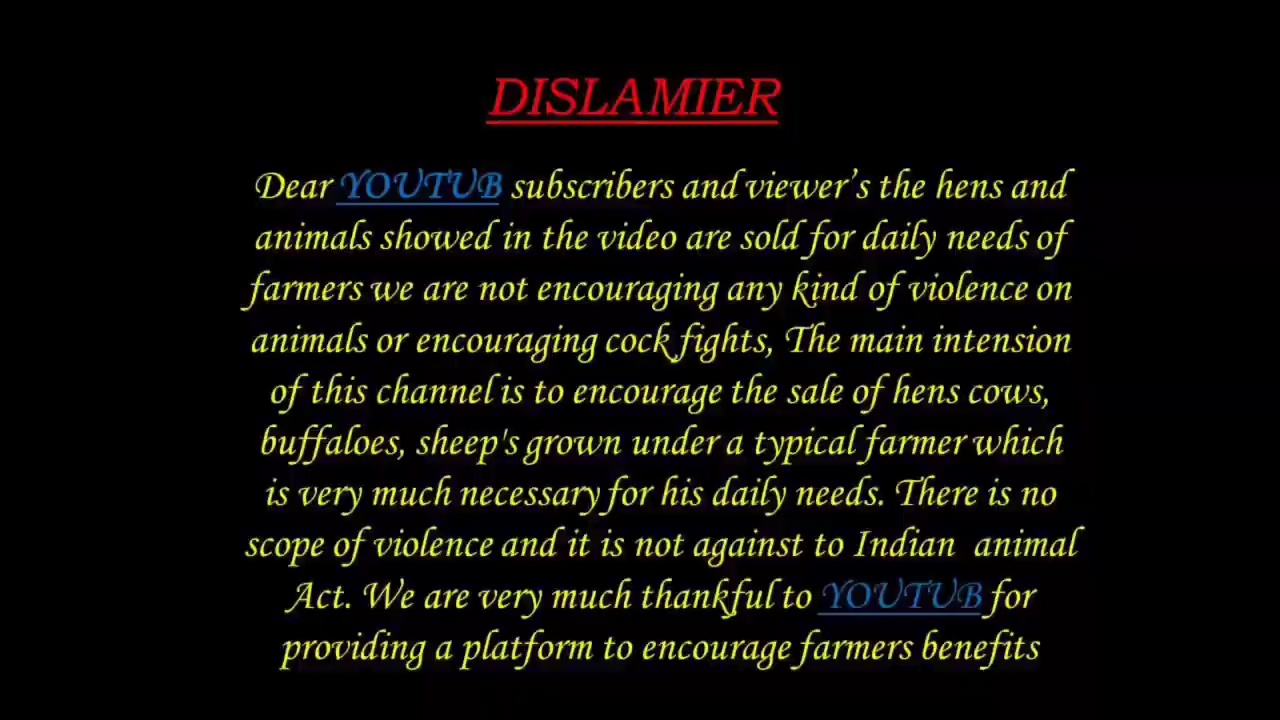 DISLAMIER
Dear YOUTUB subscribers and viewer’s the hens and
animals showed in the video are sold for daily needs of
farmers we are not encouraging any kind of violence on
animals or encouraging cock fights, The main intension
of this channel is to encourage the sale of hens cows,
buffaloes, sheep's grown under a typical farmer which
is very much necessary for his daily needs. There is no
scope of violence and it is not against to Indian  animal
Act. We are very much thankful to YOUTUB for
providing a platform to encourage farmers benefits